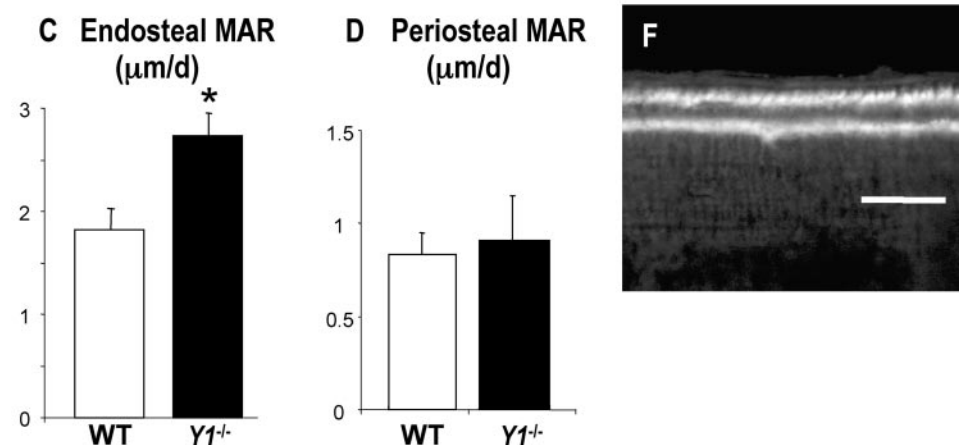 C Endosteal MAR
(μm/d)
*
3
2
1
0
WT Y1-/-
D Periosteal MAR
(μm/d)
1.5
1
0.5
0
WT Y1-/-
F